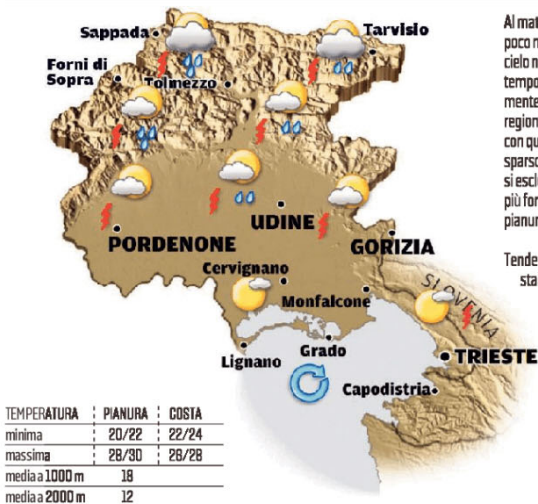 Sappada
Tarvisio
Forni di
Sopra
Tolmezzo
UDINE
PORDENONE
GORIZIA
Cervignano
Monfalcone
SLOVENIA
Lignano
Grado
TRIESTE
Capodistria
TEMPERATURA PIANURA COSTA
minima 20/22 22/24
massima 28/30 26/28
media a 1000 m 18
media a 2000 m 12
Al mat
poco n
cielo n
tempo
mente
region
con qu
sparso
si escl
più for
pianur
Tende
sta